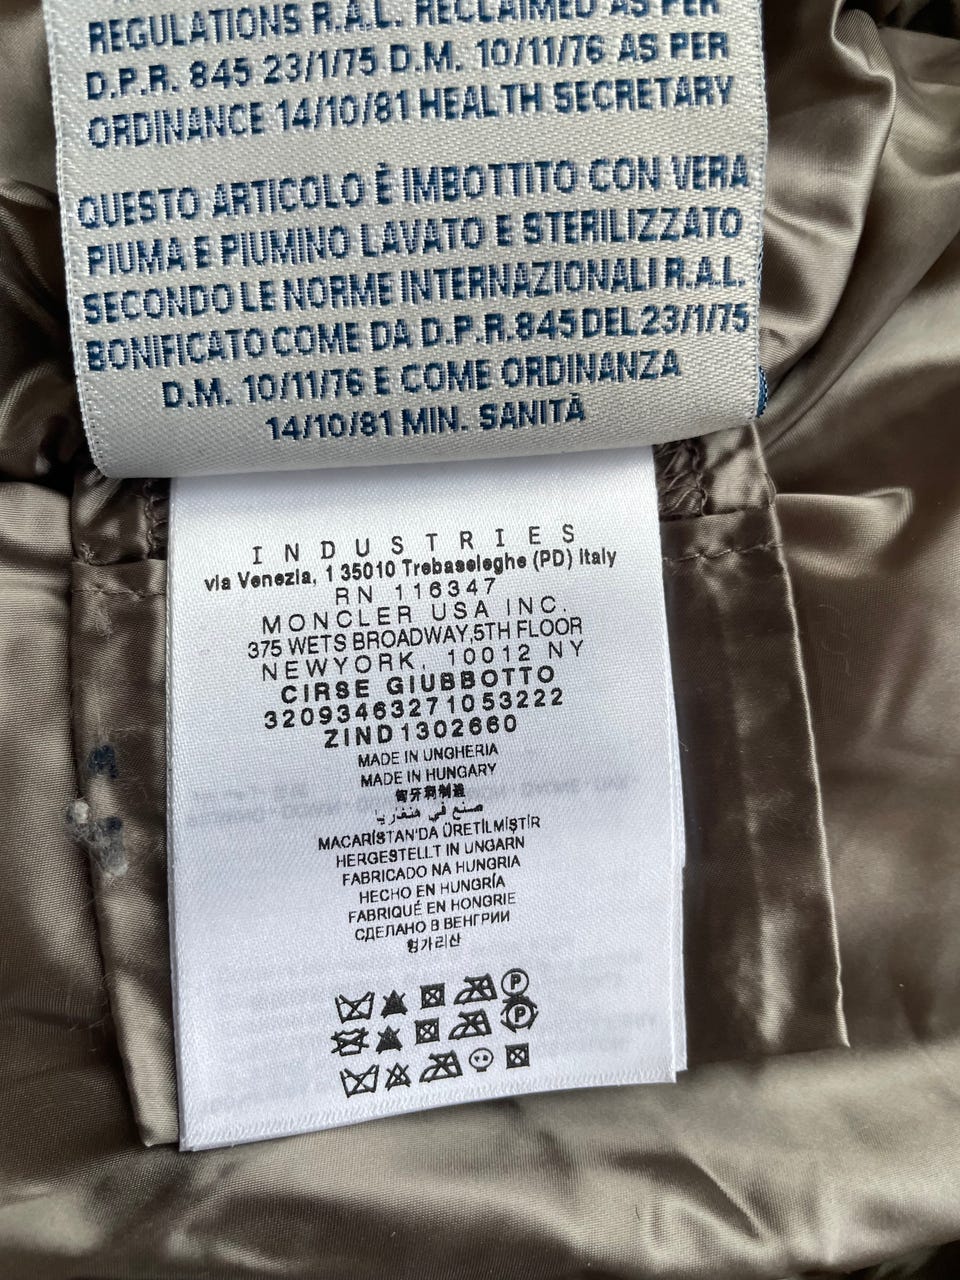 REGULATIONS R.A.L. RECLAIMED AS PER
D.P.R. 845 23/1/75 D.M. 10/11/76 AS PER
ORDINANCE 14/10/81 HEALTH SECRETARY
QUESTO ARTICOLO È IMBOTTITO CON VERA
PIUMA E PIUMINO LAVATO E STERILIZZATO
SECONDO LE NORME INTERNAZIONALI R.A.L.
BONIFICATO COME DA D.P.R.845 DEL 23/1/75
D.M. 10/11/76 E COME ORDINANZA
14/10/81 MIN. SANITÀ
INDUSTRIES
via Venezia, 1 35010 Trebaseleghe (PD) Italy
RN 116347
MONCLER USA INC.
375 WETS BROADWAY,5TH FLOOR
NEWYORK, 10012 NY
CIRSE GIUBBOTTO
32093463271053222
ZIND1302660
MADE IN UNGHERIA
MADE IN HUNGARY
匈牙利制造
صنع في هنغاريا
MACARİSTAN'DA ÜRETİLMİŞTİR
HERGESTELLT IN UNGARN
FABRICADO NA HUNGRIA
HECHO EN HUNGRÍA
FABRIQUÉ EN HONGRIE
СДЕЛАНО В ВЕНГРИИ
헝가리산
P
P